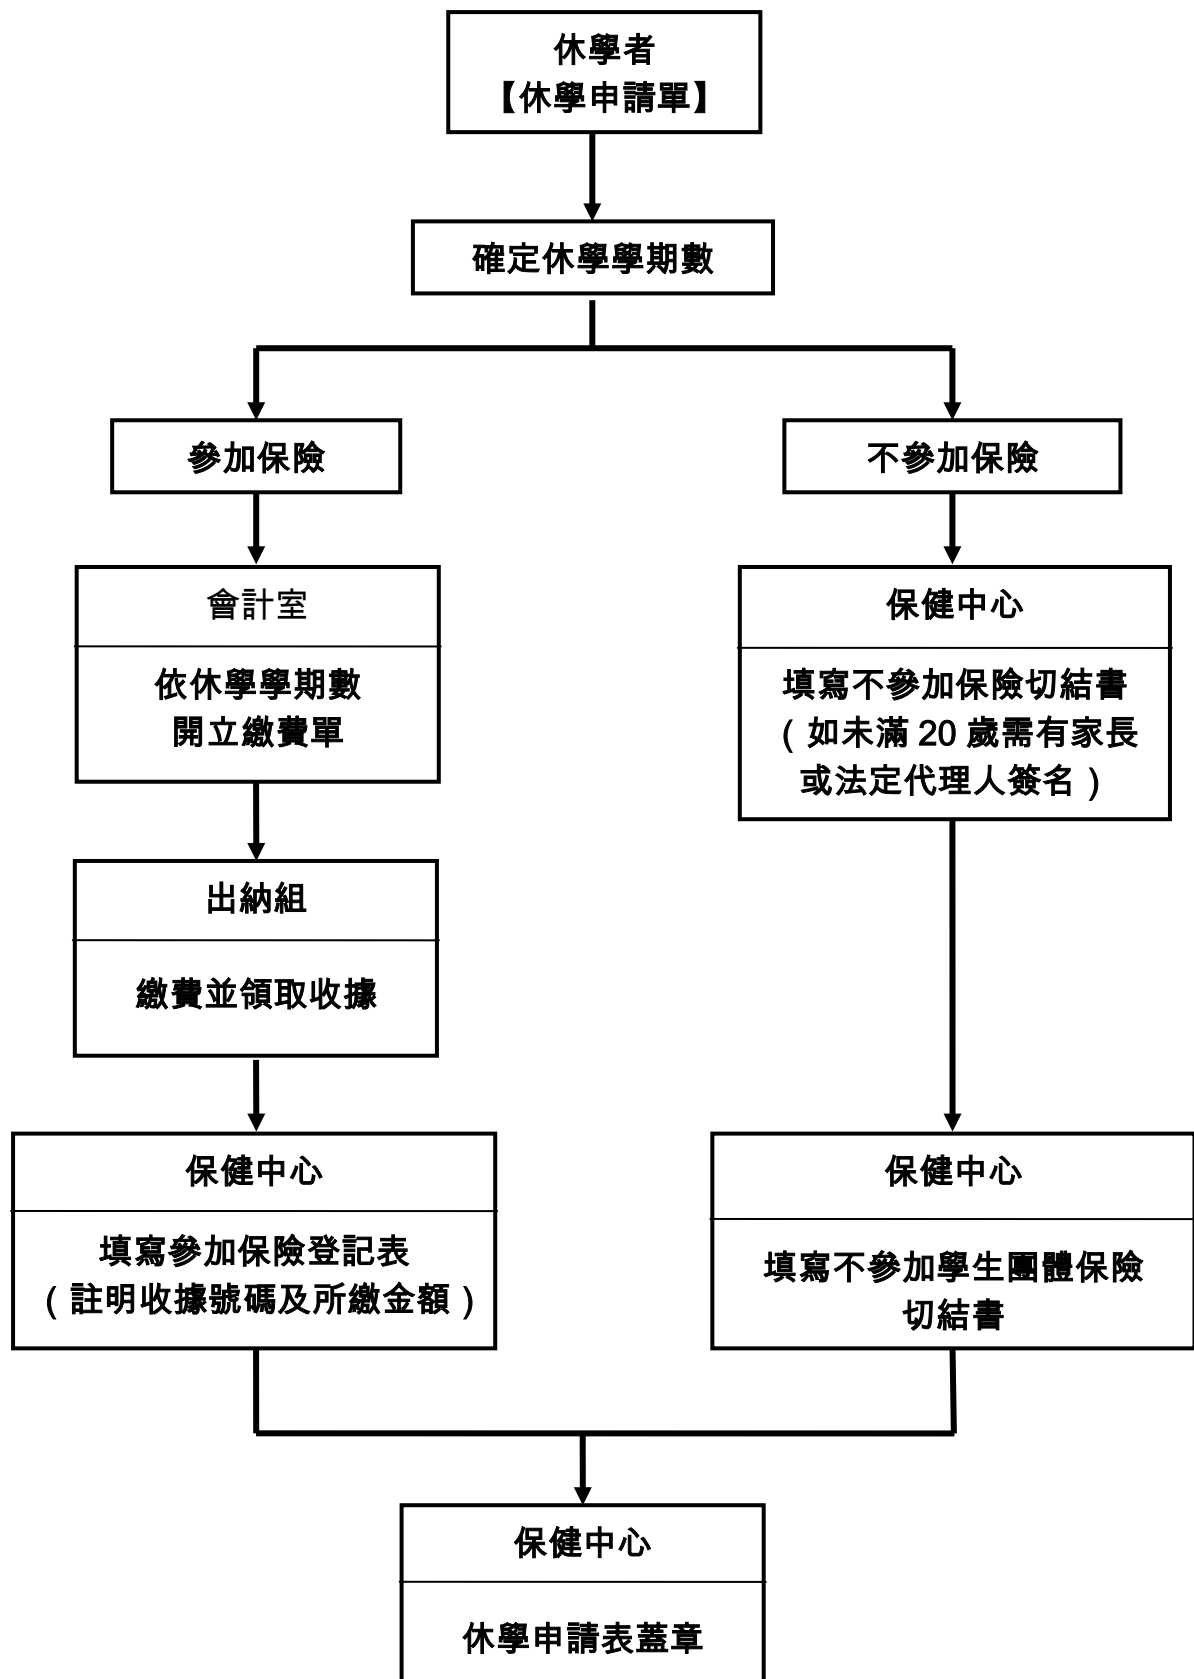 休學者
【休學申請單】
確定休學學期數
參加保險
不參加保險
會計室
依休學學期數
開立繳費單
保健中心
填寫不參加保險切結書
（如未滿 20 歲需有家長
或法定代理人簽名）
出納組
繳費並領取收據
保健中心
填寫參加保險登記表
（註明收據號碼及所繳金額）
保健中心
填寫不參加學生團體保險
切結書
保健中心
休學申請表蓋章